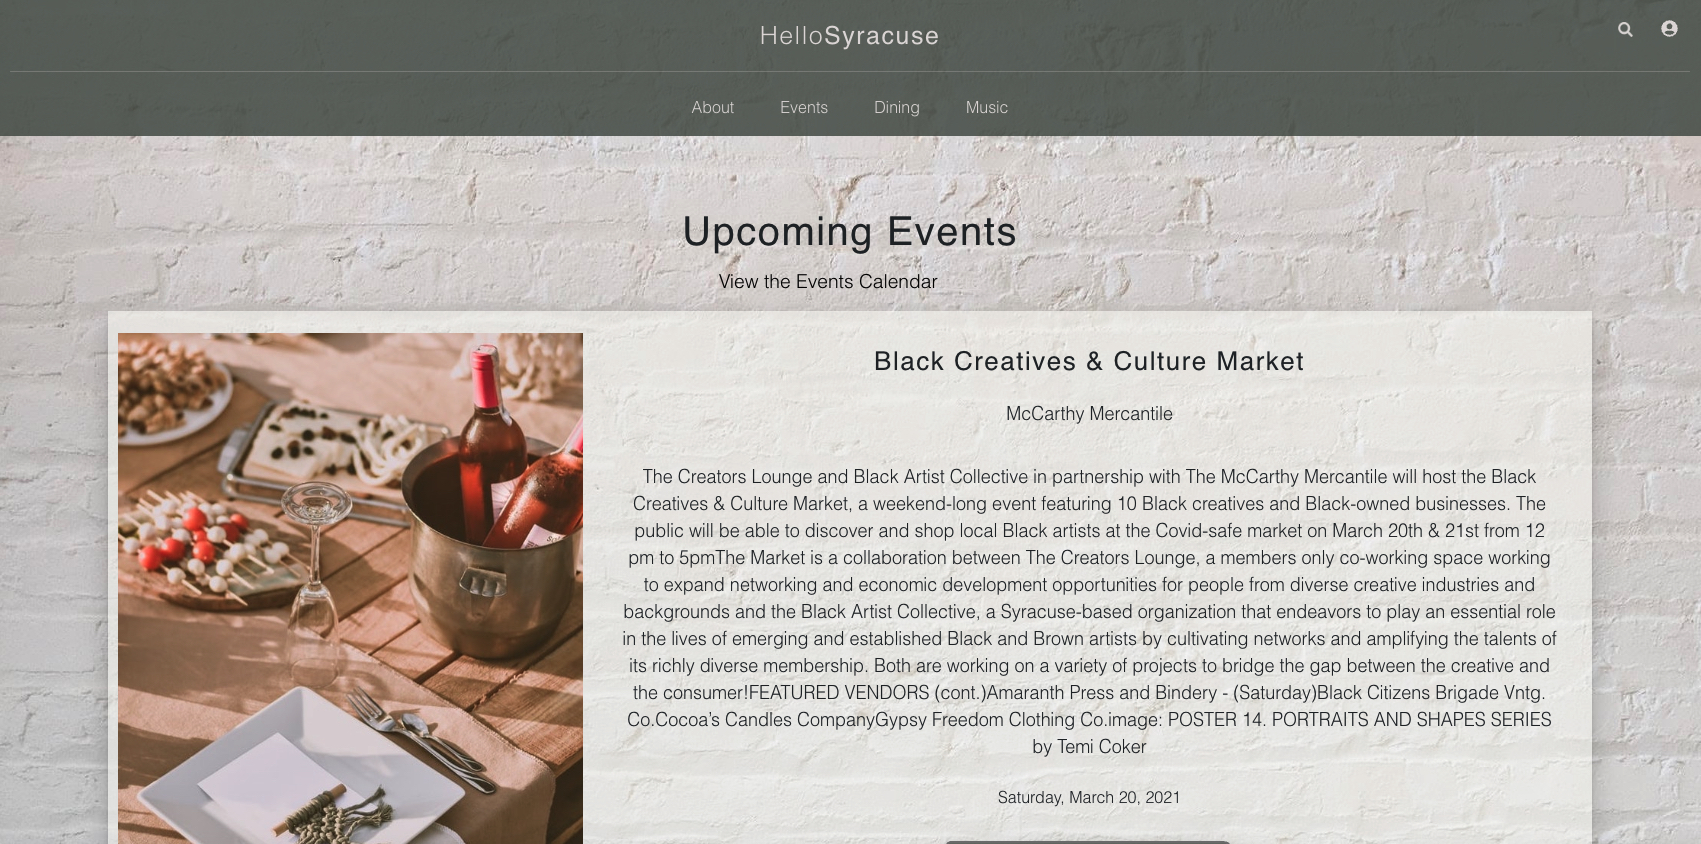 HelloSyracuse
About Events Dining Music
Upcoming Events
View the Events Calendar
Black Creatives & Culture Market
McCarthy Mercantile
The Creators Lounge and Black Artist Collective in partnership with The McCarthy Mercantile will host the Black
Creatives & Culture Market, a weekend-long event featuring 10 Black creatives and Black-owned businesses. The
public will be able to discover and shop local Black artists at the Covid-safe market on March 20th & 21st from 12
pm to 5pmThe Market is a collaboration between The Creators Lounge, a members only co-working space working
to expand networking and economic development opportunities for people from diverse creative industries and
backgrounds and the Black Artist Collective, a Syracuse-based organization that endeavors to play an essential role
in the lives of emerging and established Black and Brown artists by cultivating networks and amplifying the talents of
its richly diverse membership. Both are working on a variety of projects to bridge the gap between the creative and
the consumer!FEATURED VENDORS (cont.)Amaranth Press and Bindery - (Saturday)Black Citizens Brigade Vntg.
Co.Cocoa's Candles CompanyGypsy Freedom Clothing Co.image: POSTER 14. PORTRAITS AND SHAPES SERIES
by Temi Coker
Saturday, March 20, 2021